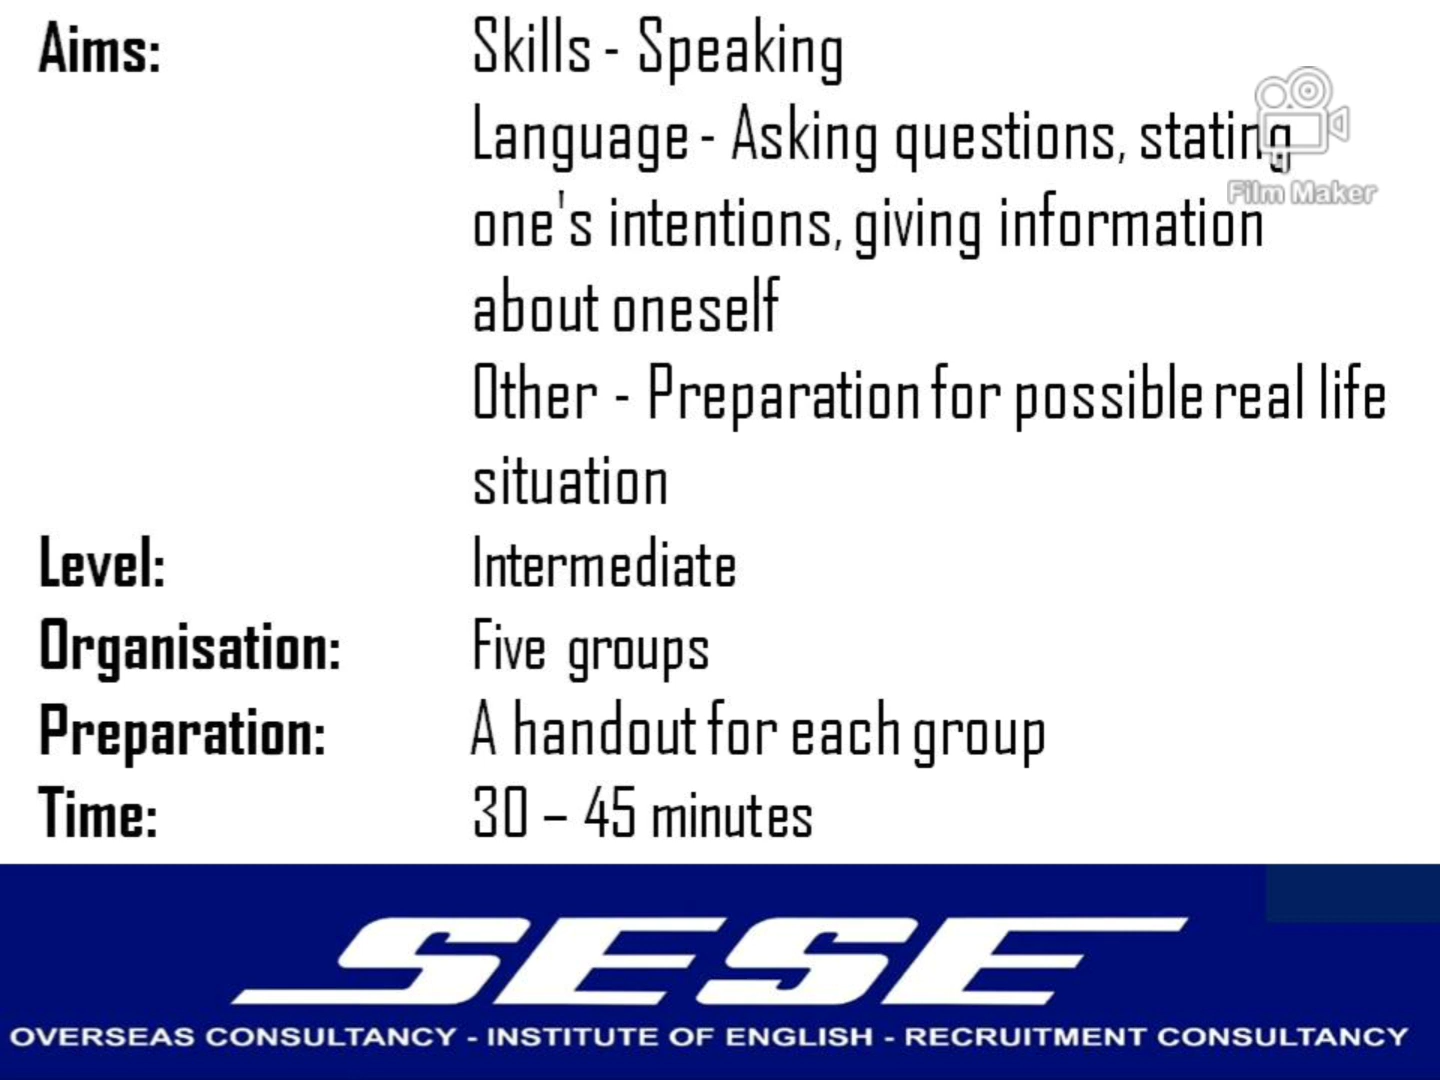 Aims: Skills - Speaking
Language - Asking questions, stating
one's intentions, giving information
about oneself
Other - Preparation for possible real life
situation
Level: Intermediate
Organisation: Five groups
Preparation: A handout for each group
Time: 30 – 45 minutes
Film Maker
SESE
OVERSEAS CONSULTANCY - INSTITUTE OF ENGLISH - RECRUITMENT CONSULTANCY